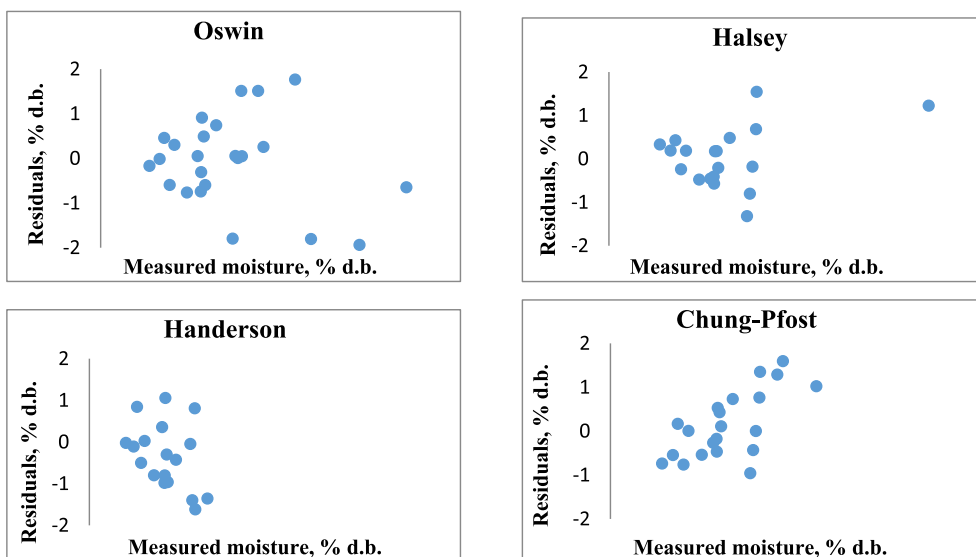 Oswin
Residuals, % d.b.
2
1
0
-1
-2
Measured moisture, % d.b.
Halsey
Residuals, % d.b.
2
1
0
-1
-2
Measured moisture, % d.b.
Handerson
Residuals, % d.b.
2
1
0
-1
-2
Measured moisture, % d.b.
Chung-Pfost
Residuals, % d.b.
2
1
0
-1
-2
Measured moisture, % d.b.